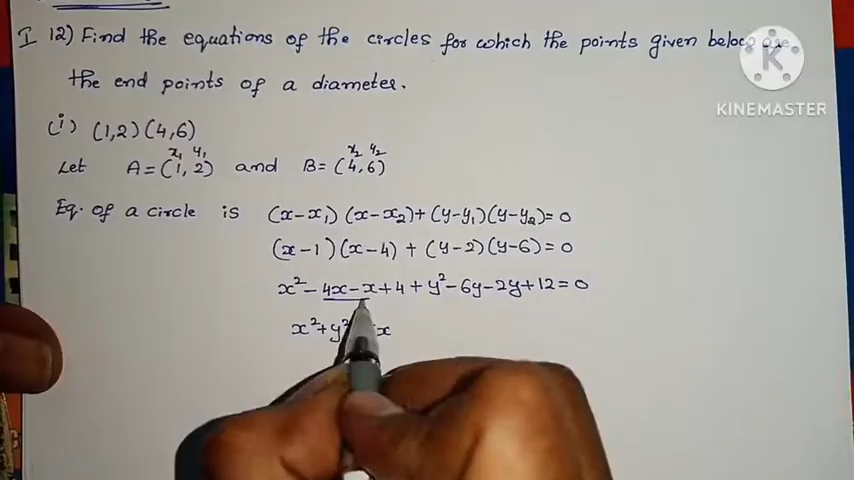 I 12) Find the equations of the circles for which the points given below are
K
KINEMASTER
the end points of a diameter.
(i) (1,2) (4,6)
x₁ y₁ x₂ y₂
Let A = (1, 2) and B = (4, 6)
Eq. of a circle is (x-x₁) (x-x₂) + (y-y₁)(y-y₂) = 0
(x-1)(x-4) + (y-2)(y-6) = 0
x² - 4x - x + 4 + y² - 6y - 2y + 12 = 0
x² + y² x